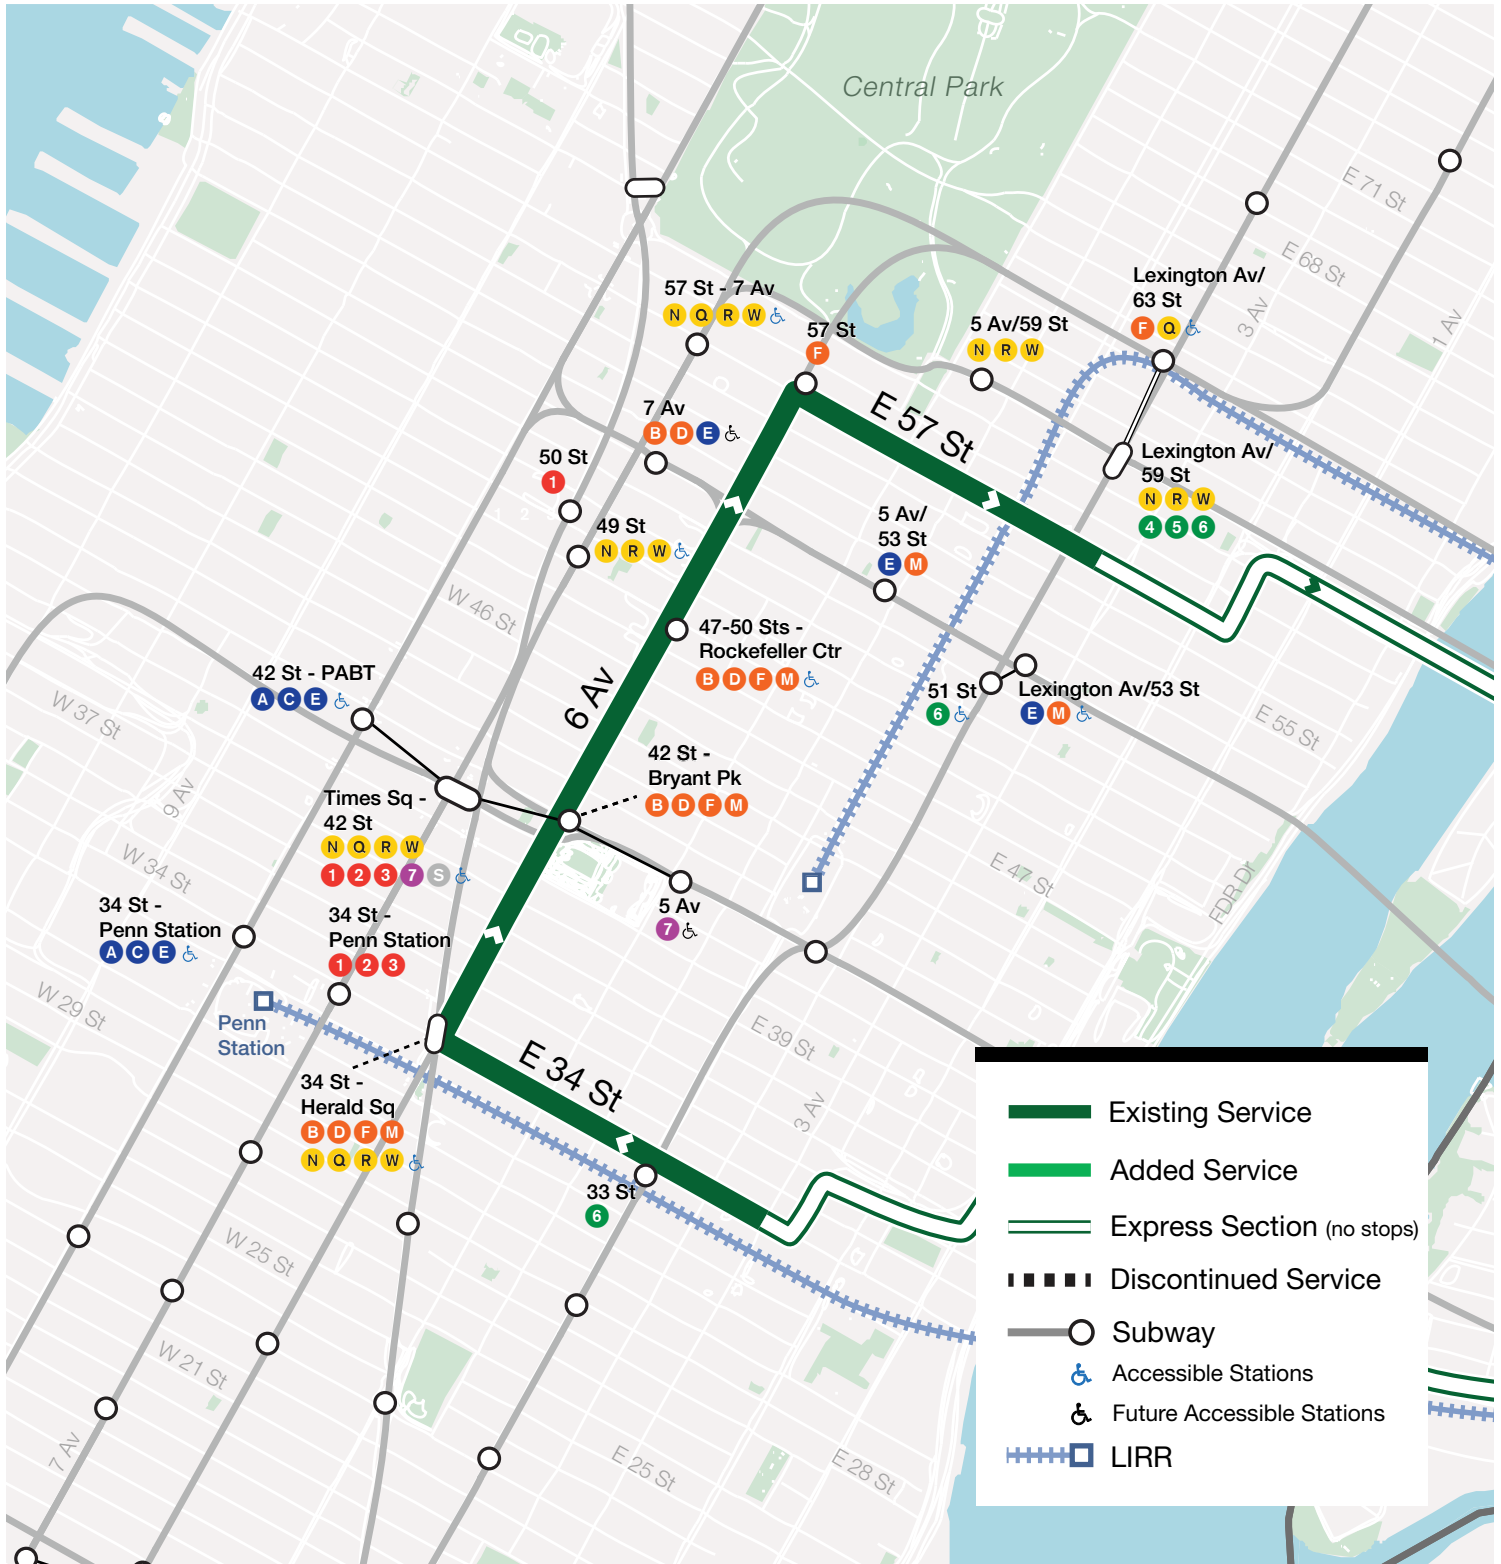 Central Park
E 71 St
E 68 St
3 Av
1 Av
Lexington Av/
63 St
F Q
57 St - 7 Av
N Q R W
57 St
F
5 Av/59 St
N R W
E 57 St
7 Av
B D E
50 St
1
2
49 St
N R W
Lexington Av/
59 St
N R W
4 5 6
5 Av/
53 St
E M
W 46 St
47-50 Sts -
Rockefeller Ctr
B D F M
6 Av
51 St
6
Lexington Av/53 St
E M
E 55 St
42 St - PABT
A C E
W 37 St
9 Av
42 St -
Bryant Pk
B D F M
Times Sq -
42 St
N Q R W
1 2 3 7 S
W 34 St
E 47 St
FDR Dr
5 Av
7
34 St -
Penn Station
A C E
34 St -
Penn Station
1 2 3
W 29 St
Penn
Station
E 39 St
E 34 St
3 Av
34 St -
Herald Sq
B D F M
N Q R W
33 St
6
W 25 St
W 21 St
7 Av
E 25 St
E 28 St
Existing Service
Added Service
Express Section (no stops)
Discontinued Service
Subway
Accessible Stations
Future Accessible Stations
LIRR